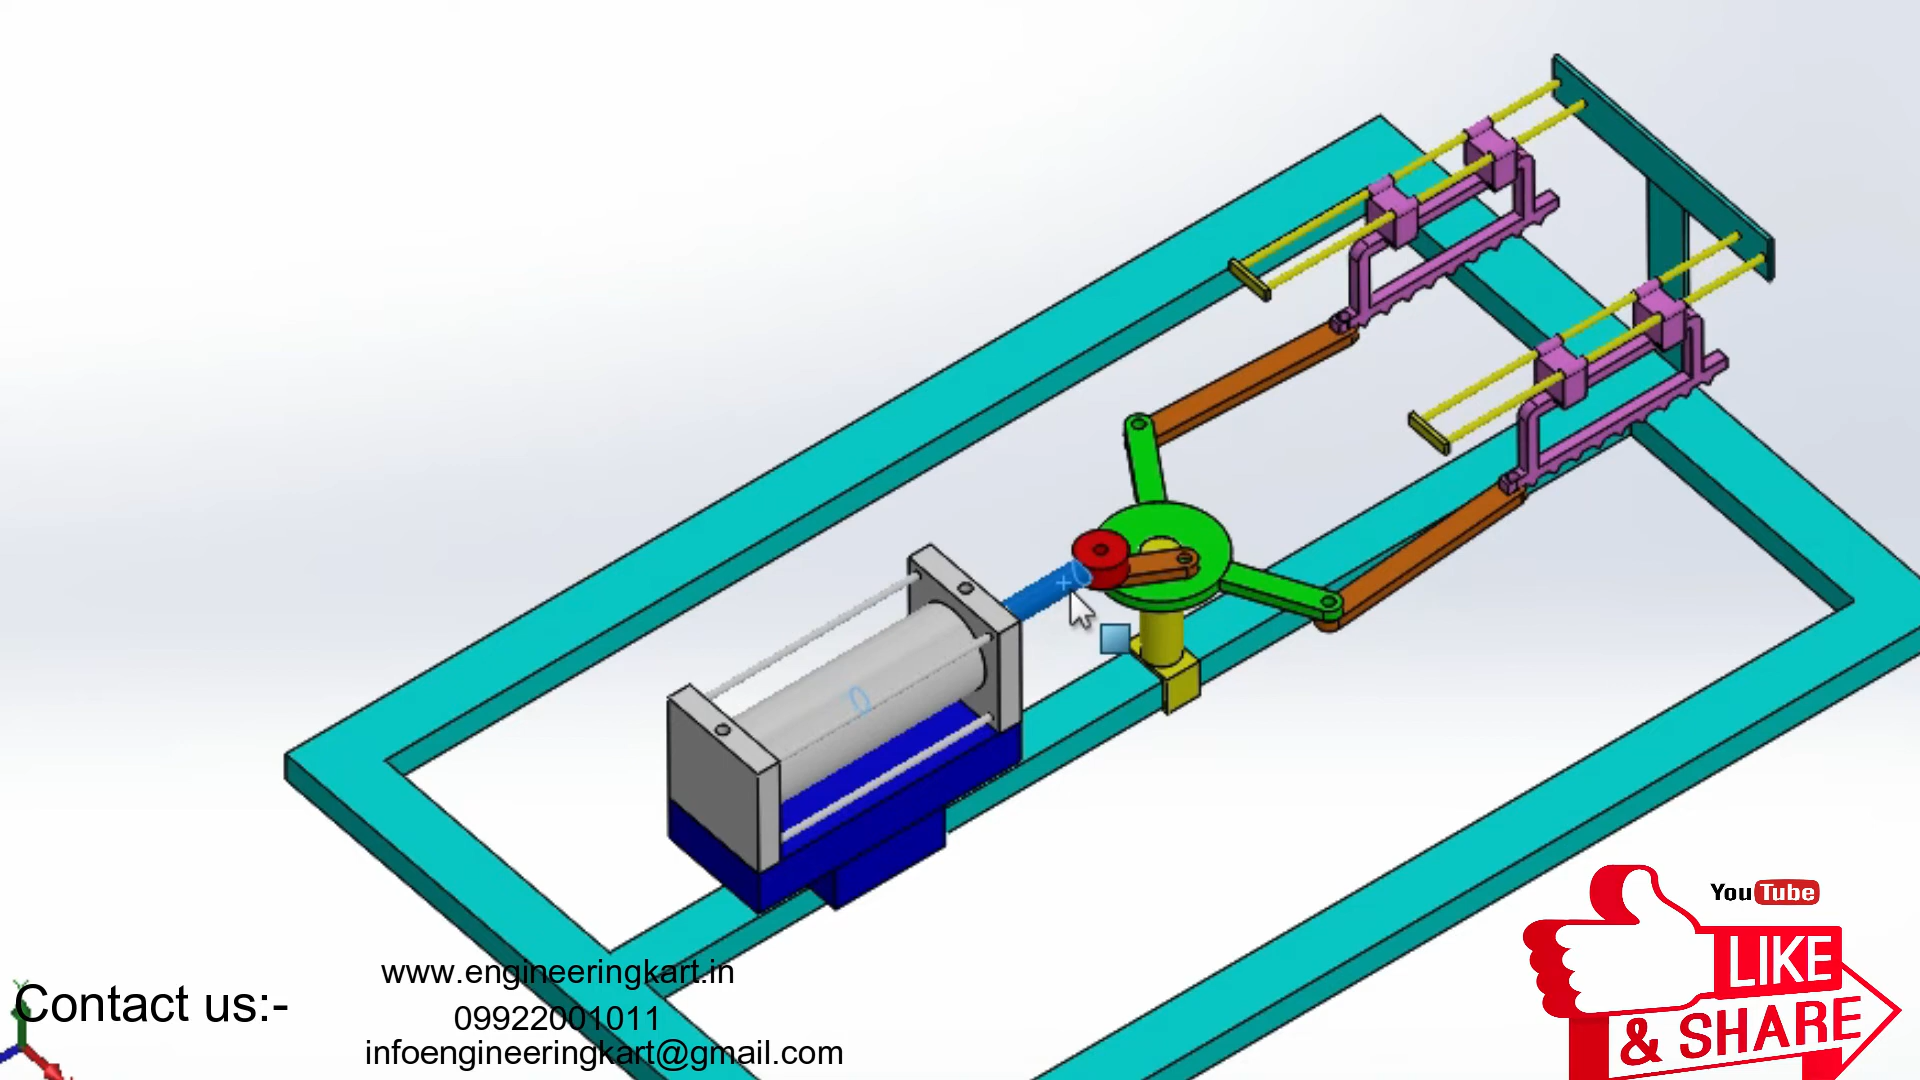 YouTube
LIKE
& SHARE
www.engineeringkart.in
Contact us:-
09922001011
infoengineeringkart@gmail.com